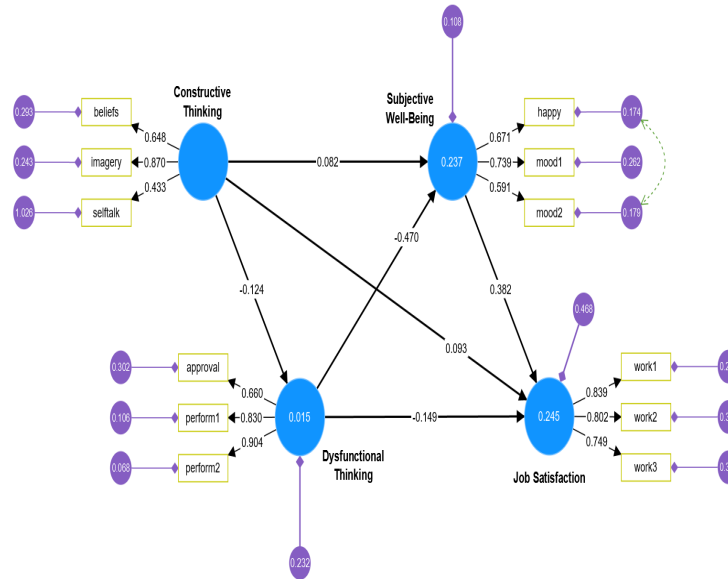 0.108
Constructive
Thinking
Subjective
Well-Being
0.293
beliefs
0.648
0.243
imagery
0.870
1.026
selftalk
0.433
0.082
0.237
0.671
happy
0.174
0.739
mood1
0.262
0.591
mood2
0.179
-0.470
-0.124
0.382
0.468
0.093
0.302
approval
0.660
0.106
perform1
0.830
0.068
perform2
0.904
0.015
-0.149
0.245
0.839
work1
0.802
work2
0.749
work3
Dysfunctional
Thinking
Job Satisfaction
0.232